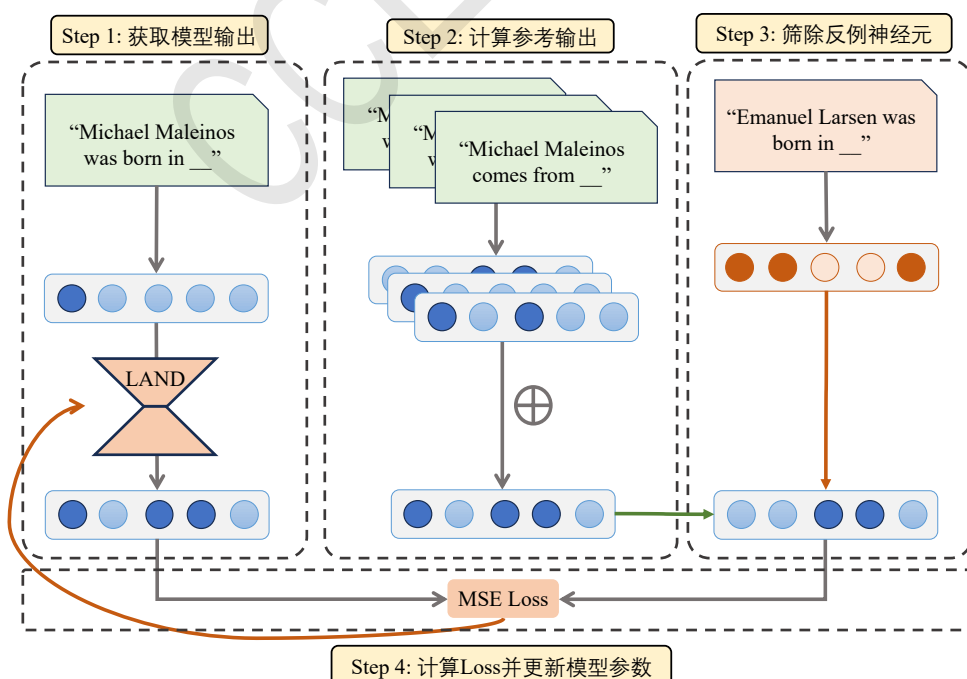 Step 1: 获取模型输出
Step 2: 计算参考输出
Step 3: 筛除反例神经元
“Michael Maleinos
was born in __”
“M
w
“M
w
“Michael Maleinos
comes from __”
“Emanuel Larsen was
born in __”
LAND
MSE Loss
Step 4: 计算Loss并更新模型参数
CCL